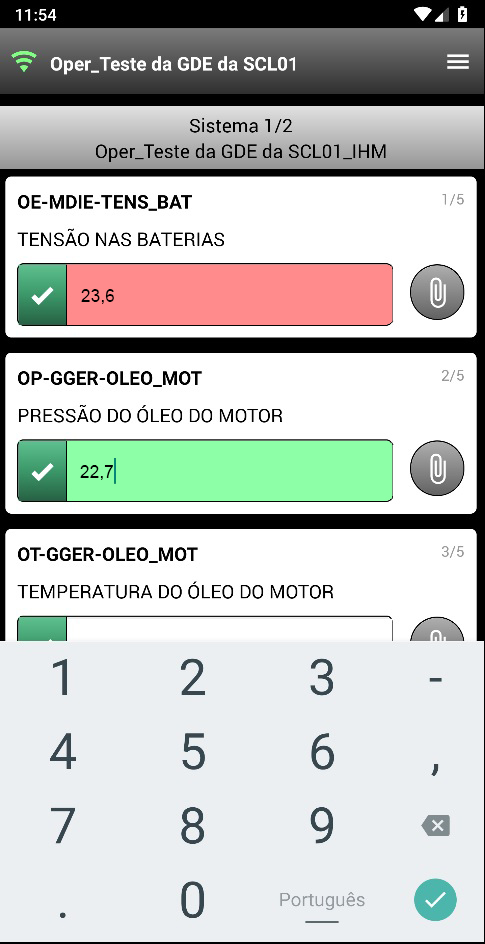 11:54
Oper_Teste da GDE da SCL01
Sistema 1/2
Oper_Teste da GDE da SCL01_IHM
OE-MDIE-TENS_BAT 1/5
TENSÃO NAS BATERIAS
23,6
OP-GGER-OLEO_MOT 2/5
PRESSÃO DO ÓLEO DO MOTOR
22,7
OT-GGER-OLEO_MOT 3/5
TEMPERATURA DO ÓLEO DO MOTOR
1 2 3 -
4 5 6 ,
7 8 9
. 0 Português